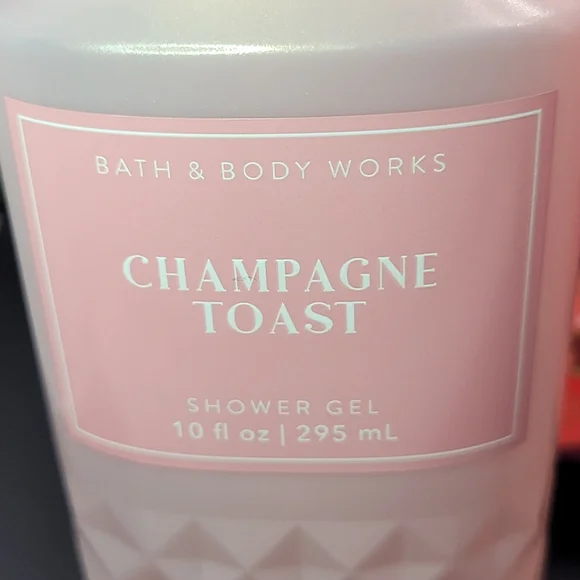 BATH & BODY WORKS
CHAMPAGNE
TOAST
SHOWER GEL
10 fl oz | 295 mL